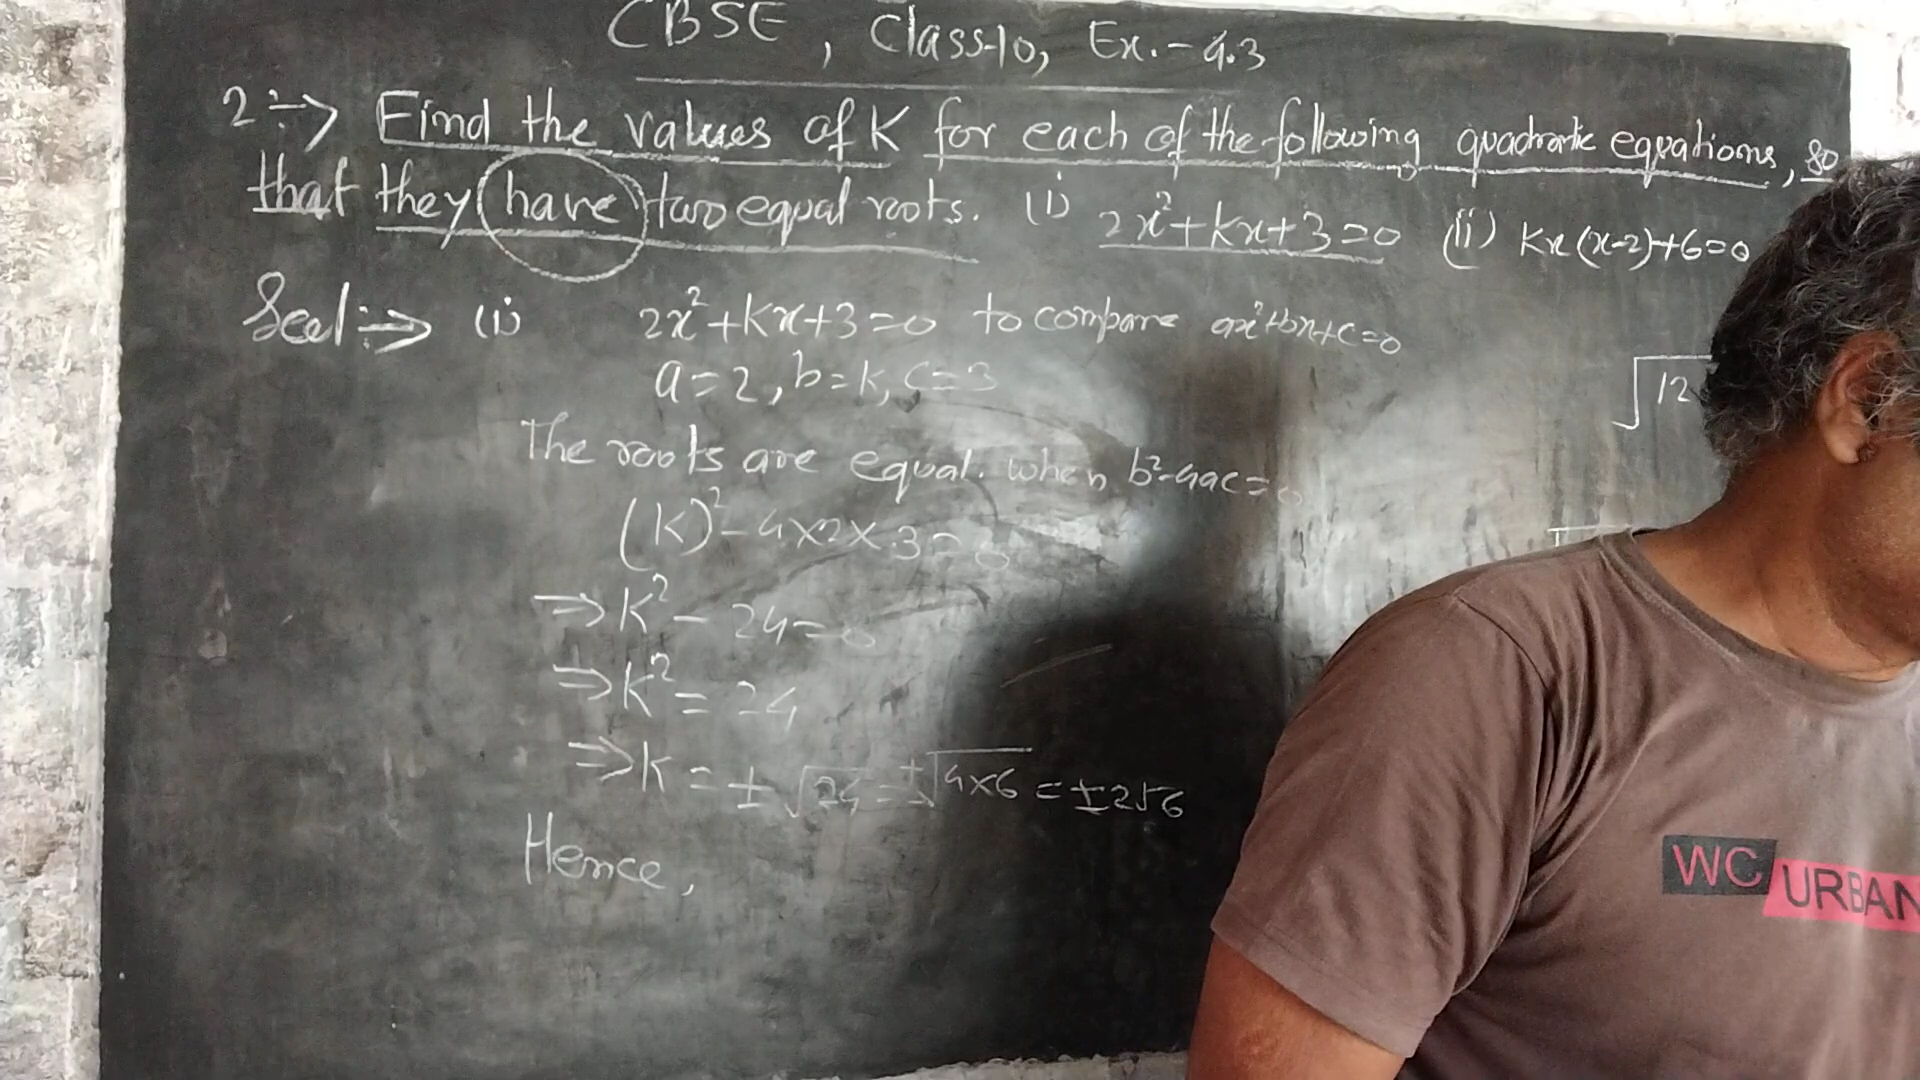 CBSE, Class-10, Ex.-4.3
2÷→ Find the values of K for each of the following quadratic equations, so
that they have two equal roots. (i) 2x²+kx+3=0 (ii) Kx(x-2)+6=0
Sol÷→ (i) 2x²+kx+3=0 to compare ax²+bx+c=0
a=2, b=k, c=3
√12
The roots are equal. when b²-4ac=0
(K)²-4×2×3=0
⇒K²-24=0
⇒K²=24
⇒K=±√24=±√4×6=±2√6
Hence,
WC
URBAN